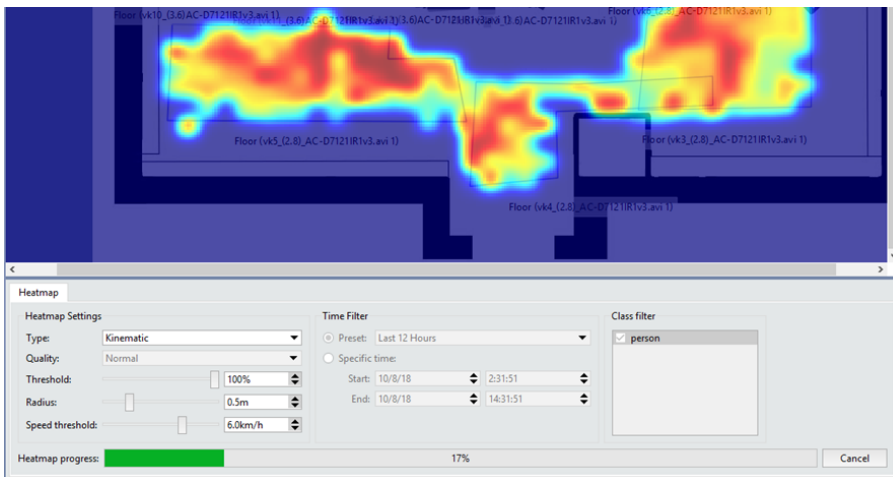 Floor (vk10_(3.6)AC-D7121IR1v3.avi 1)
Floor (vk6_(2.8)_AC-D7121IR1v3.avi 1)
Floor (vk5_(2.8)_AC-D7121IR1v3.avi 1)
Floor (vk3_(2.8)_AC-D7121IR1v3.avi 1)
Floor (vk4_(2.8)_AC-D7121IR1v3.avi 1)
Heatmap
Heatmap Settings
Type: Kinematic
Quality: Normal
Threshold: 100%
Radius: 0.5m
Speed threshold: 6.0km/h
Time Filter
Preset: Last 12 Hours
Specific time:
Start: 10/8/18 2:31:51
End: 10/8/18 14:31:51
Class filter
person
Heatmap progress: 17% Cancel